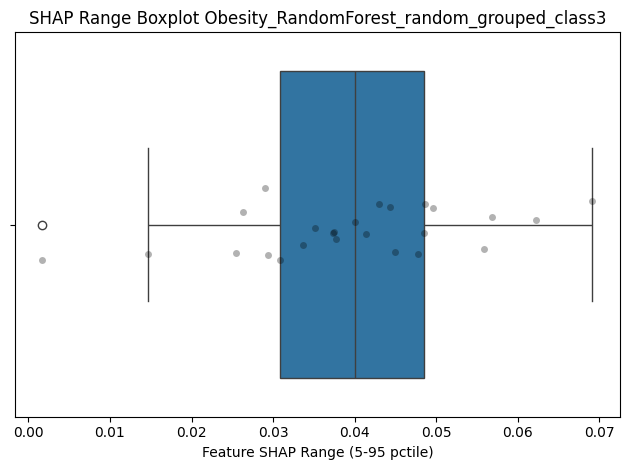 SHAP Range Boxplot Obesity_RandomForest_random_grouped_class3
0.00 0.01 0.02 0.03 0.04 0.05 0.06 0.07
Feature SHAP Range (5-95 pctile)